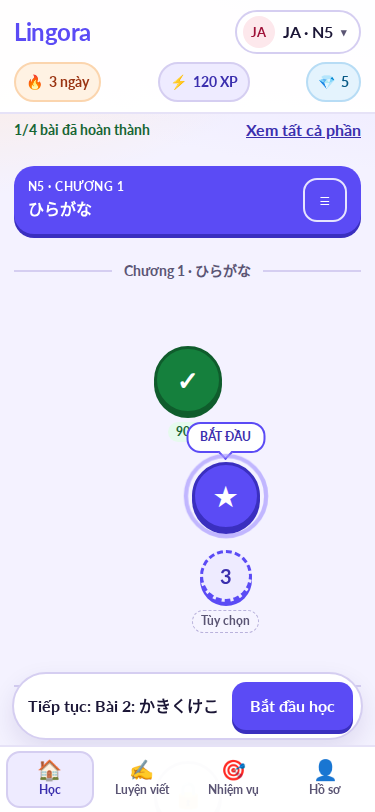 Lingora
JA JA · N5 ▾
🔥 3 ngày
⚡ 120 XP
💎 5
1/4 bài đã hoàn thành
Xem tất cả phần
N5 · CHƯƠNG 1
ひらがな
Chương 1 · ひらがな
✓
90
BẮT ĐẦU
★
3
Tùy chọn
Tiếp tục: Bài 2: かきくけこ
Bắt đầu học
Học
Luyện viết
Nhiệm vụ
Hồ sơ